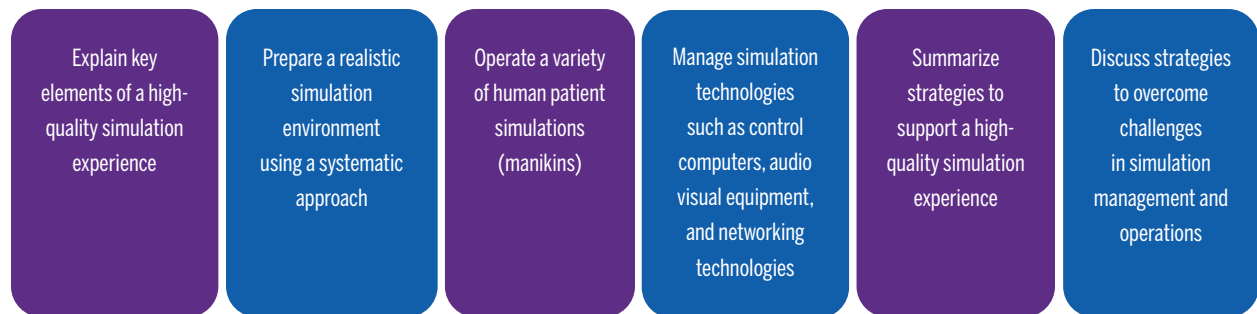 Explain key
elements of a high-
quality simulation
experience
Prepare a realistic
simulation
environment
using a systematic
approach
Operate a variety
of human patient
simulations
(manikins)
Manage simulation
technologies
such as control
computers, audio
visual equipment,
and networking
technologies
Summarize
strategies to
support a high-
quality simulation
experience
Discuss strategies
to overcome
challenges
in simulation
management and
operations